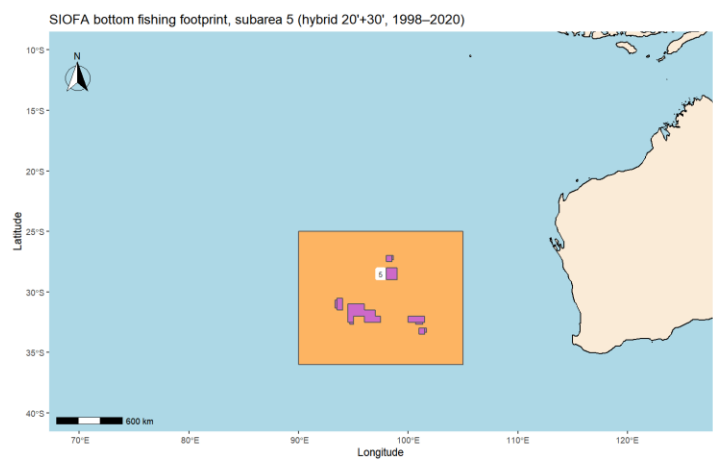 SIOFA bottom fishing footprint, subarea 5 (hybrid 20'+30', 1998–2020)
10°S
N
15°S
20°S
25°S
5
30°S
35°S
40°S
600 km
70°E 80°E 90°E 100°E 110°E 120°E
Longitude
Latitude